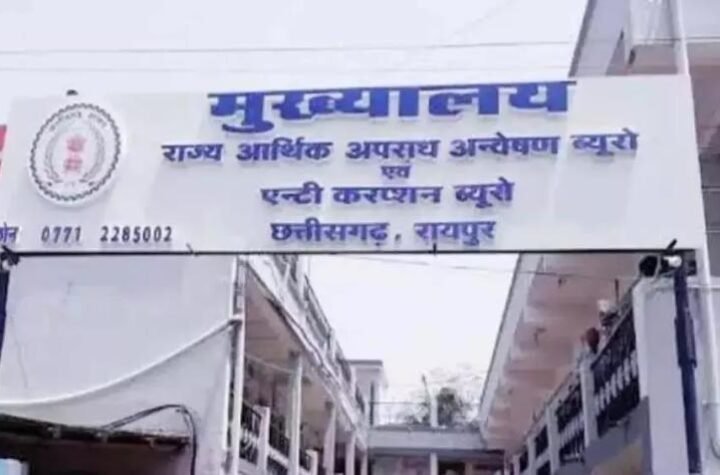 मुख्यालय
राज्य आर्थिक अपराध अन्वेषण ब्यूरो
एवं
एन्टी करप्शन ब्यूरो
छत्तीसगढ़, रायपुर
0771 2285002